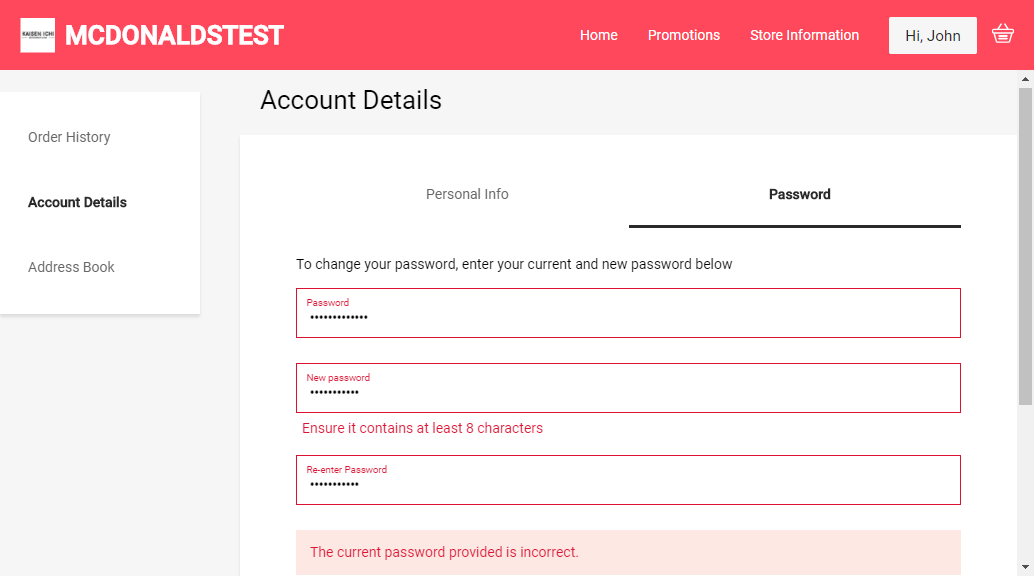 KAISEN ICHI
MCDONALDSTEST
Home
Promotions
Store Information
Hi, John
Account Details
Order History
Account Details
Address Book
Personal Info
Password
To change your password, enter your current and new password below
Password
•••••••••••••
New password
•••••••••••
Ensure it contains at least 8 characters
Re-enter Password
•••••••••••
The current password provided is incorrect.